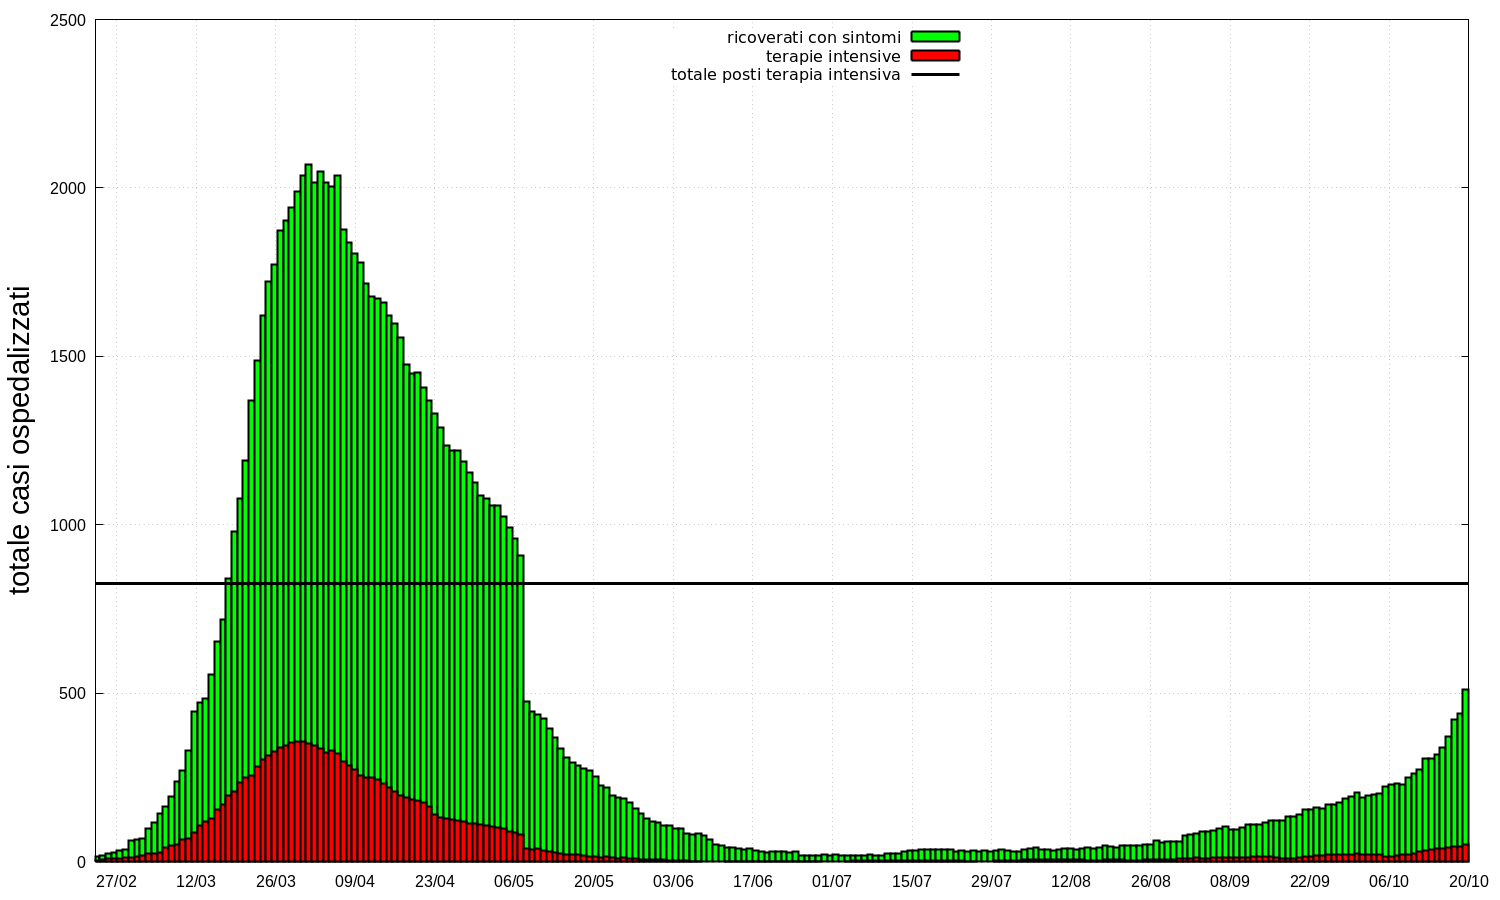 2500
2000
1500
1000
500
0
totale casi ospedalizzati
ricoverati con sintomi
terapie intensive
totale posti terapia intensiva
27/02 12/03 26/03 09/04 23/04 06/05 20/05 03/06 17/06 01/07 15/07 29/07 12/08 26/08 08/09 22/09 06/10 20/10